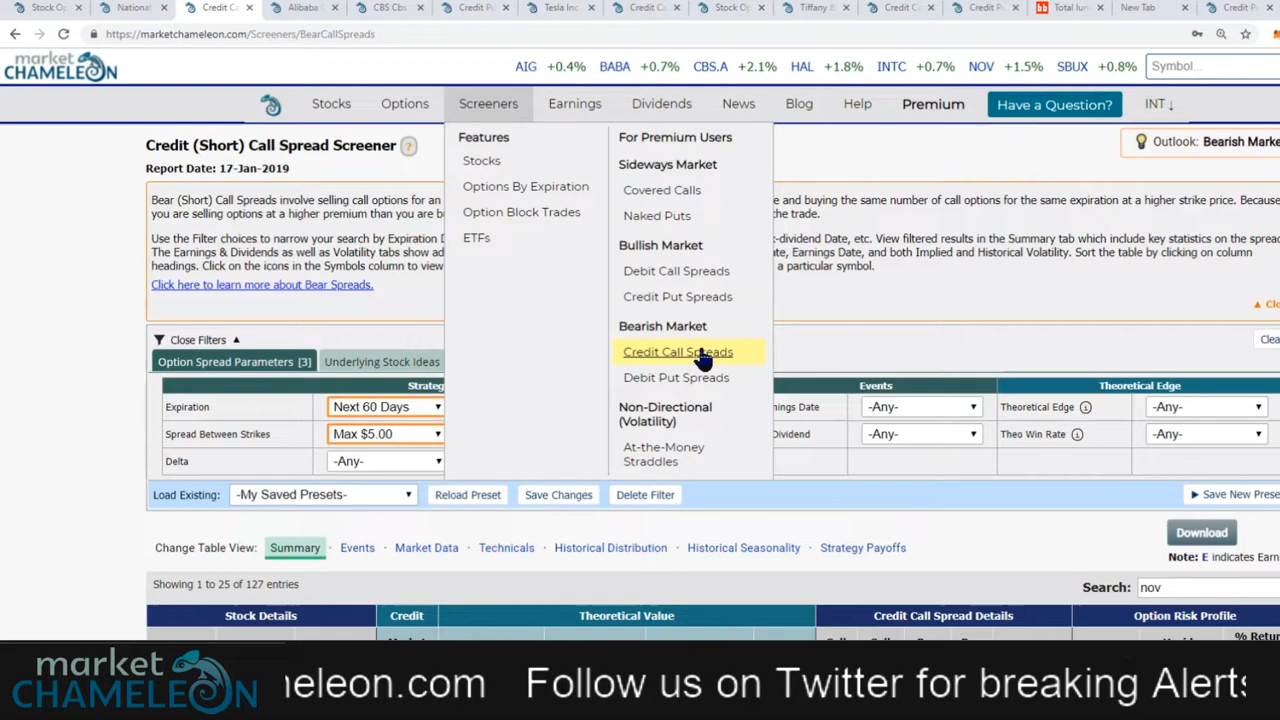 Stock Op
National
Credit Ca
Alibaba
CBS Cbs
Credit Pu
Tesla Inc
Credit Ca
Stock Op
Tiffany &
Credit Ca
Credit Pu
Total lun
New Tab
Credit P
https://marketchameleon.com/Screeners/BearCallSpreads
market CHAMELEON
AIG +0.4% BABA +0.7% CBS.A +2.1% HAL +1.8% INTC +0.7% NOV +1.5% SBUX +0.8%
Symbol...
Stocks Options Screeners Earnings Dividends News Blog Help Premium Have a Question? INT ↓
Features
Stocks
Options By Expiration
Option Block Trades
ETFs
For Premium Users
Sideways Market
Covered Calls
Naked Puts
Bullish Market
Debit Call Spreads
Credit Put Spreads
Bearish Market
Credit Call Spreads
Debit Put Spreads
Non-Directional
(Volatility)
At-the-Money
Straddles
Credit (Short) Call Spread Screener ?
Outlook: Bearish Marke
Report Date: 17-Jan-2019
Bear (Short) Call Spreads involve selling call options for an
e and buying the same number of call options for the same expiration at a higher strike price. Because
you are selling options at a higher premium than you are b
the trade.
Use the Filter choices to narrow your search by Expiration D
x-dividend Date, etc. View filtered results in the Summary tab which include key statistics on the sprea
The Earnings & Dividends as well as Volatility tabs show ad
te, Earnings Date, and both Implied and Historical Volatility. Sort the table by clicking on column
headings. Click on the icons in the Symbols column to view
a particular symbol.
Click here to learn more about Bear Spreads.
▲ Clo
Close Filters ▲
Clea
Option Spread Parameters [3] Underlying Stock Ideas
Strateg
Events
Theoretical Edge
Expiration Next 60 Days
nings Date -Any-
Theoretical Edge -Any-
Spread Between Strikes Max $5.00
Dividend -Any-
Theo Win Rate -Any-
Delta -Any-
Load Existing: -My Saved Presets- Reload Preset Save Changes Delete Filter
▶ Save New Prese
Download
Change Table View: Summary · Events · Market Data · Technicals · Historical Distribution · Historical Seasonality · Strategy Payoffs
Note: E indicates Earn
Showing 1 to 25 of 127 entries
Search: nov
Stock Details Credit Theoretical Value Credit Call Spread Details Option Risk Profile
% Retur
market CHAMELEON
meleon.com Follow us on Twitter for breaking Alerts